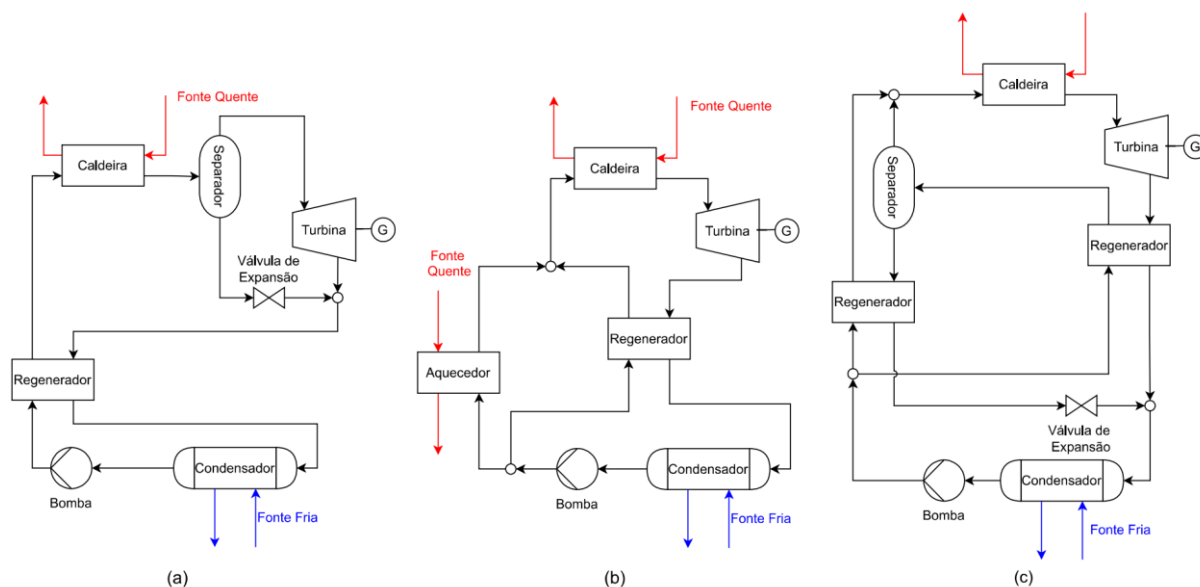 Fonte Quente
Caldeira
Separador
Turbina
G
Válvula de
Expansão
Regenerador
Bomba
Condensador
Fonte Fria
(a)
Fonte Quente
Caldeira
Turbina
G
Fonte
Quente
Regenerador
Aquecedor
Bomba
Condensador
Fonte Fria
(b)
Caldeira
Turbina
G
Separador
Regenerador
Regenerador
Válvula de
Expansão
Condensador
Bomba
Fonte Fria
(c)